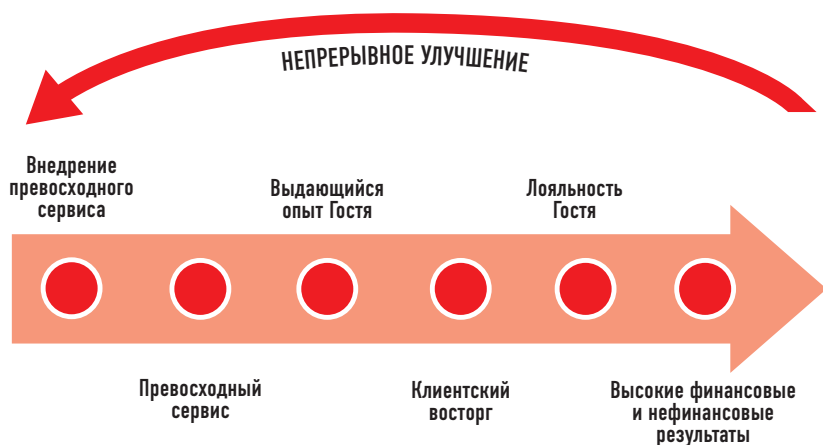 НЕПРЕРЫВНОЕ УЛУЧШЕНИЕ
Внедрение
превосходного
сервиса
Выдающийся
опыт Гостя
Лояльность
Гостя
Превосходный
сервис
Клиентский
восторг
Высокие финансовые
и нефинансовые
результаты